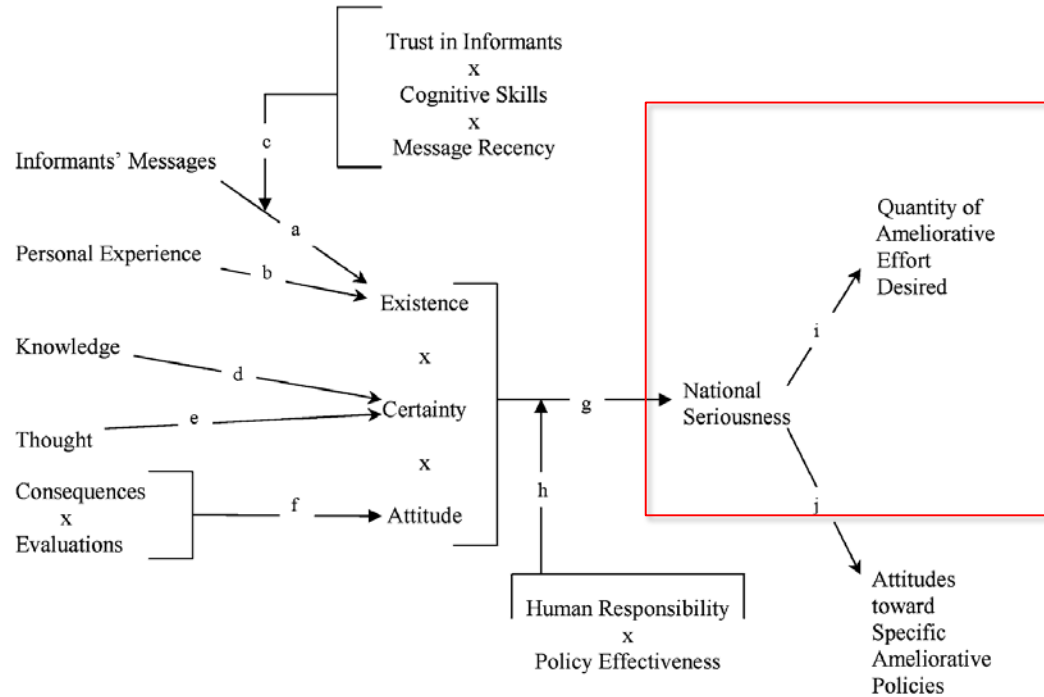 Trust in Informants
x
Cognitive Skills
x
Message Recency
c
Informants' Messages
a
Personal Experience
b
Existence
x
Knowledge
d
Certainty
e
Thought
x
Consequences
x
Evaluations
f
Attitude
g
h
Human Responsibility
x
Policy Effectiveness
National
Seriousness
i
Quantity of
Ameliorative
Effort
Desired
j
Attitudes
toward
Specific
Ameliorative
Policies